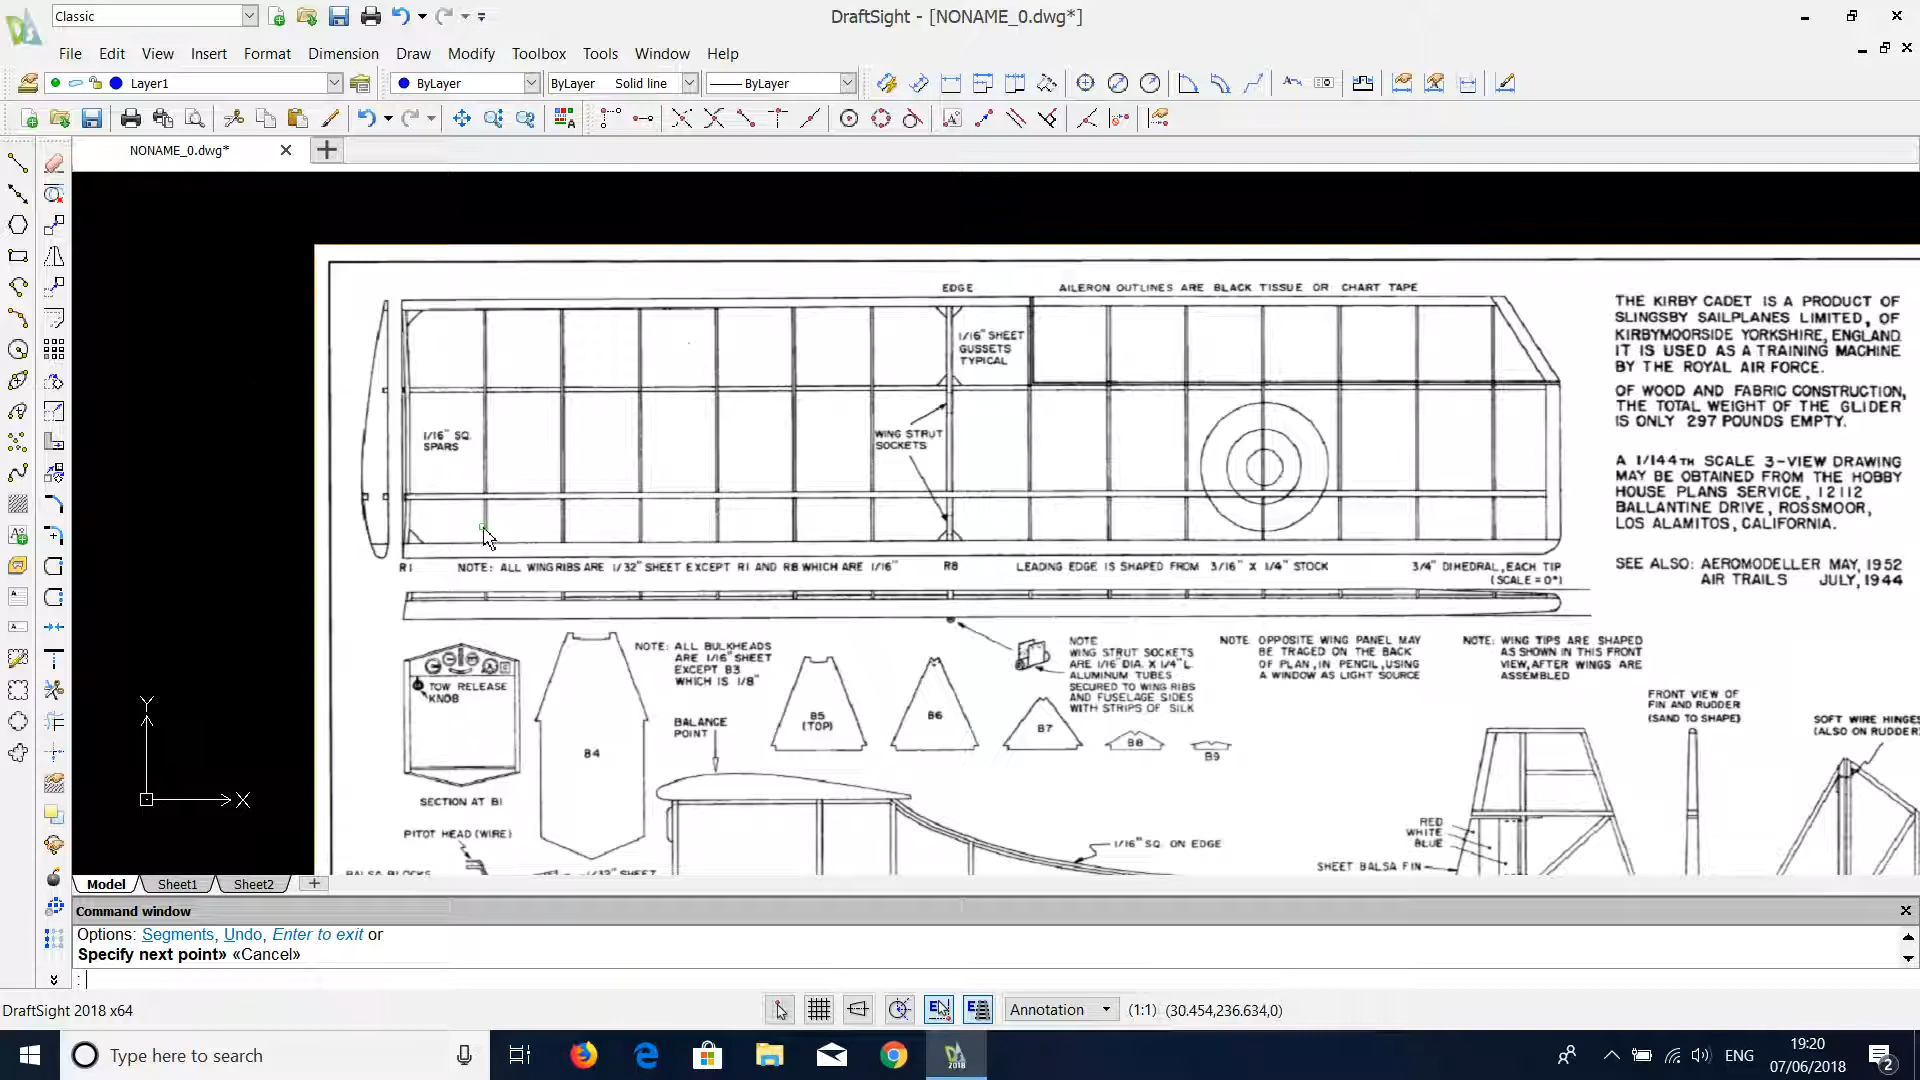 Classic
DraftSight - [NONAME_0.dwg*]
File Edit View Insert Format Dimension Draw Modify Toolbox Tools Window Help
Layer1
ByLayer
ByLayer Solid line
ByLayer
NONAME_0.dwg*
EDGE
AILERON OUTLINES ARE BLACK TISSUE OR CHART TAPE
1/16" SHEET
GUSSETS
TYPICAL
THE KIRBY CADET IS A PRODUCT OF
SLINGSBY SAILPLANES LIMITED, OF
KIRBYMOORSIDE YORKSHIRE, ENGLAND
IT IS USED AS A TRAINING MACHINE
BY THE ROYAL AIR FORCE.
OF WOOD AND FABRIC CONSTRUCTION,
THE TOTAL WEIGHT OF THE GLIDER
IS ONLY 297 POUNDS EMPTY.
1/16" SQ.
SPARS
WING STRUT
SOCKETS
A 1/144TH SCALE 3-VIEW DRAWING
MAY BE OBTAINED FROM THE HOBBY
HOUSE PLANS SERVICE, 12112
BALLANTINE DRIVE, ROSSMOOR,
LOS ALAMITOS, CALIFORNIA.
SEE ALSO: AEROMODELLER MAY, 1952
AIR TRAILS JULY, 1944
R1
NOTE: ALL WING RIBS ARE 1/32" SHEET EXCEPT R1 AND R8 WHICH ARE 1/16"
R8
LEADING EDGE IS SHAPED FROM 3/16" X 1/4" STOCK
3/4" DIHEDRAL, EACH TIP
(SCALE = 0")
TOW RELEASE
KNOB
SECTION AT B1
B4
NOTE: ALL BULKHEADS
ARE 1/16" SHEET
EXCEPT B3
WHICH IS 1/8"
BALANCE
POINT
B5
(TOP)
B6
B7
B8
B9
NOTE
WING STRUT SOCKETS
ARE 1/16" DIA. X 1/4" L.
ALUMINUM TUBES
SECURED TO WING RIBS
AND FUSELAGE SIDES
WITH STRIPS OF SILK
NOTE: OPPOSITE WING PANEL MAY
BE TRACED ON THE BACK
OF PLAN, IN PENCIL, USING
A WINDOW AS LIGHT SOURCE
NOTE: WING TIPS ARE SHAPED
AS SHOWN IN THIS FRONT
VIEW, AFTER WINGS ARE
ASSEMBLED
FRONT VIEW OF
FIN AND RUDDER
(SAND TO SHAPE)
SOFT WIRE HINGES
(ALSO ON RUDDER
PITOT HEAD (WIRE)
1/16" SQ. ON EDGE
RED
WHITE
BLUE
SHEET BALSA FIN
BALSA BLOCKS
1/32" SHEET
Y
X
Model Sheet1 Sheet2
Command window
Options: Segments, Undo, Enter to exit or
Specify next point» «Cancel»
:
DraftSight 2018 x64
Annotation
(1:1) (30.454,236.634,0)
Type here to search
2018
ENG
19:20
07/06/2018
2